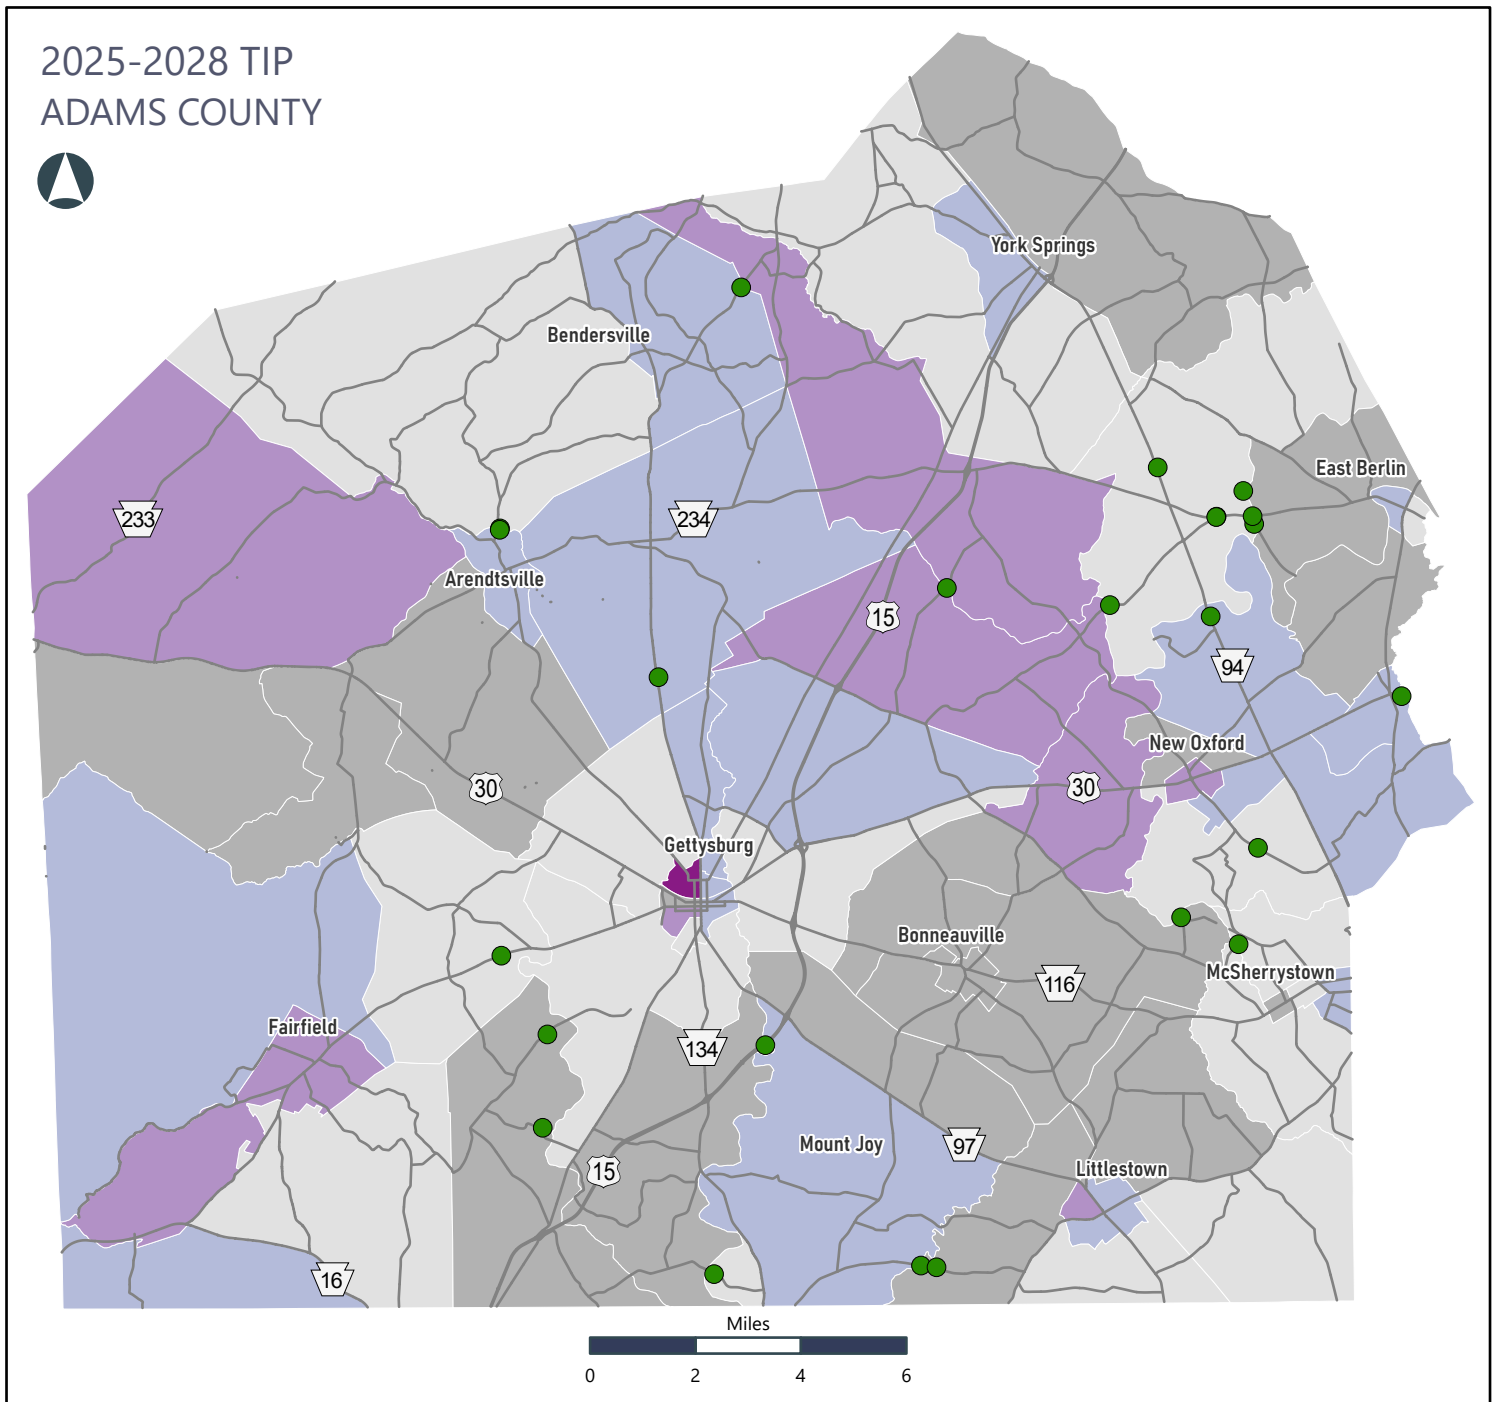 2025-2028 TIP
ADAMS COUNTY
York Springs
Bendersville
East Berlin
233
234
Arendtsville
15
94
New Oxford
30
30
Gettysburg
Bonneauville
McSherrystown
116
Fairfield
134
Mount Joy
97
15
Littlestown
16
Miles
0 2 4 6